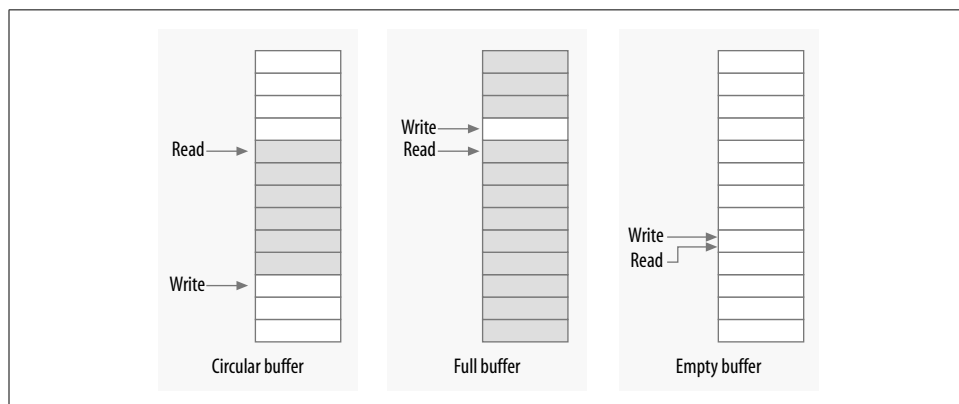 Read
Write
Circular buffer
Write
Read
Full buffer
Write
Read
Empty buffer